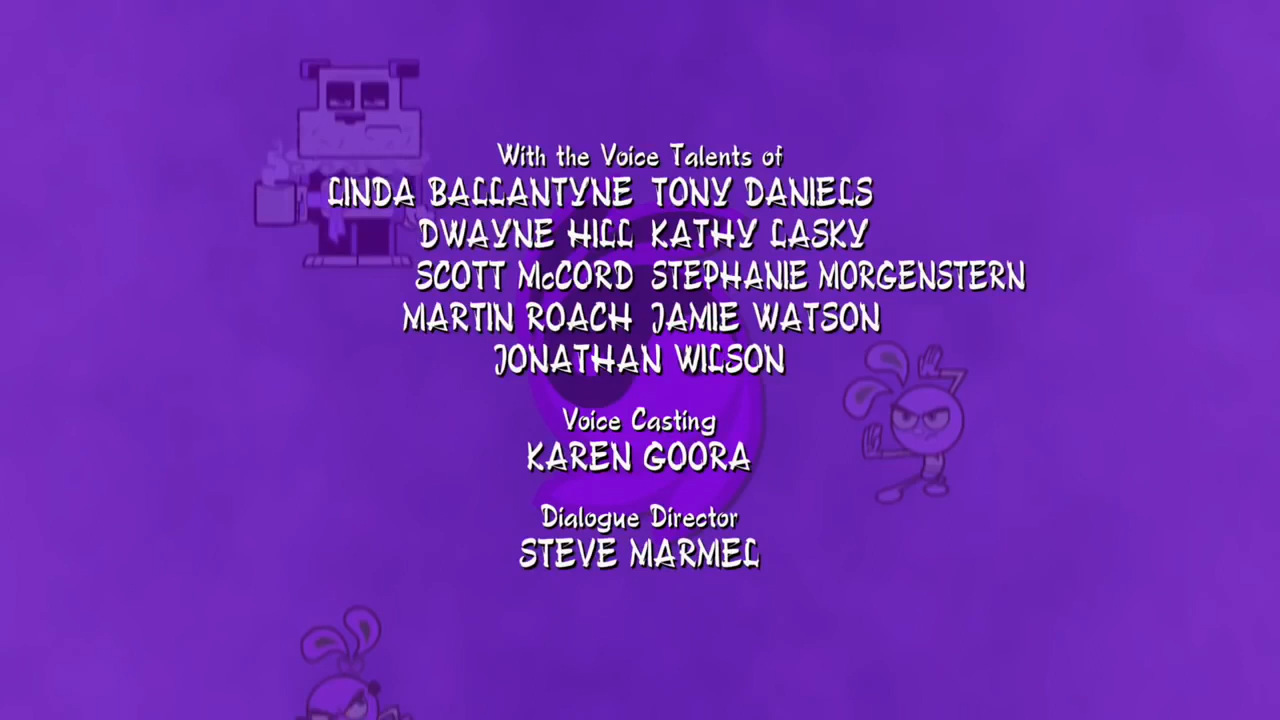 With the Voice Talents of
LINDA BALLANTYNE TONY DANIELS
DWAYNE HILL KATHY LASKY
SCOTT McCORD STEPHANIE MORGENSTERN
MARTIN ROACH JAMIE WATSON
JONATHAN WILSON
Voice Casting
KAREN GOORA
Dialogue Director
STEVE MARMEL